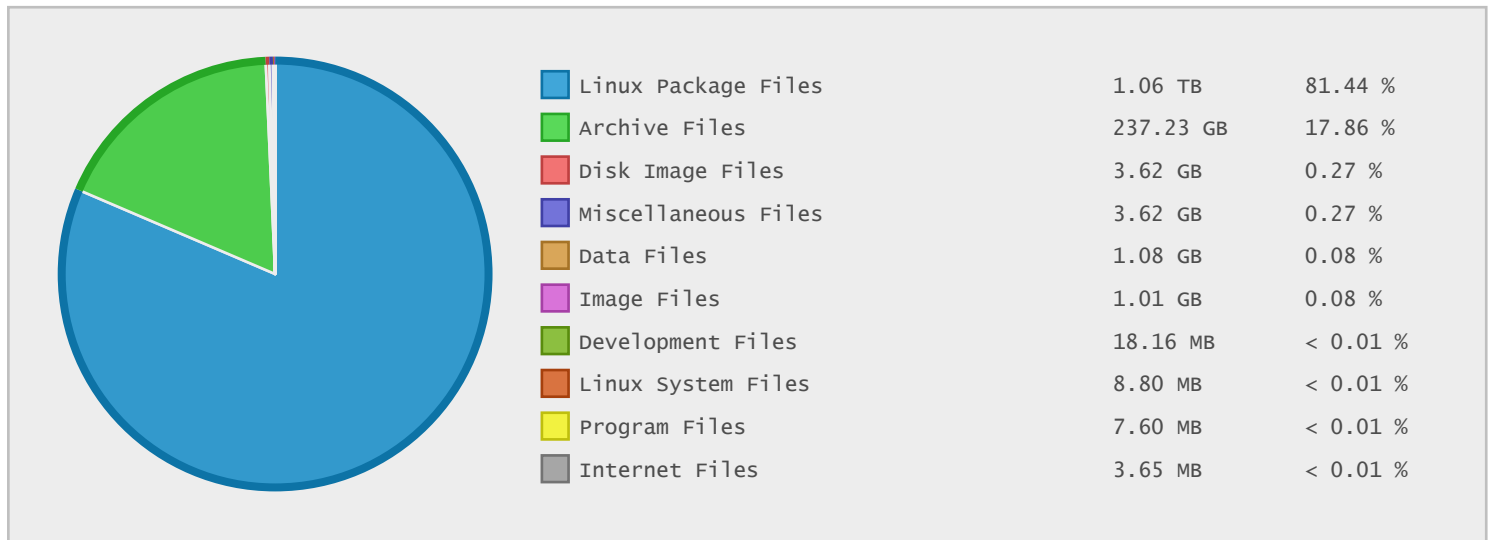 Linux Package Files 1.06 TB 81.44 %
Archive Files 237.23 GB 17.86 %
Disk Image Files 3.62 GB 0.27 %
Miscellaneous Files 3.62 GB 0.27 %
Data Files 1.08 GB 0.08 %
Image Files 1.01 GB 0.08 %
Development Files 18.16 MB < 0.01 %
Linux System Files 8.80 MB < 0.01 %
Program Files 7.60 MB < 0.01 %
Internet Files 3.65 MB < 0.01 %